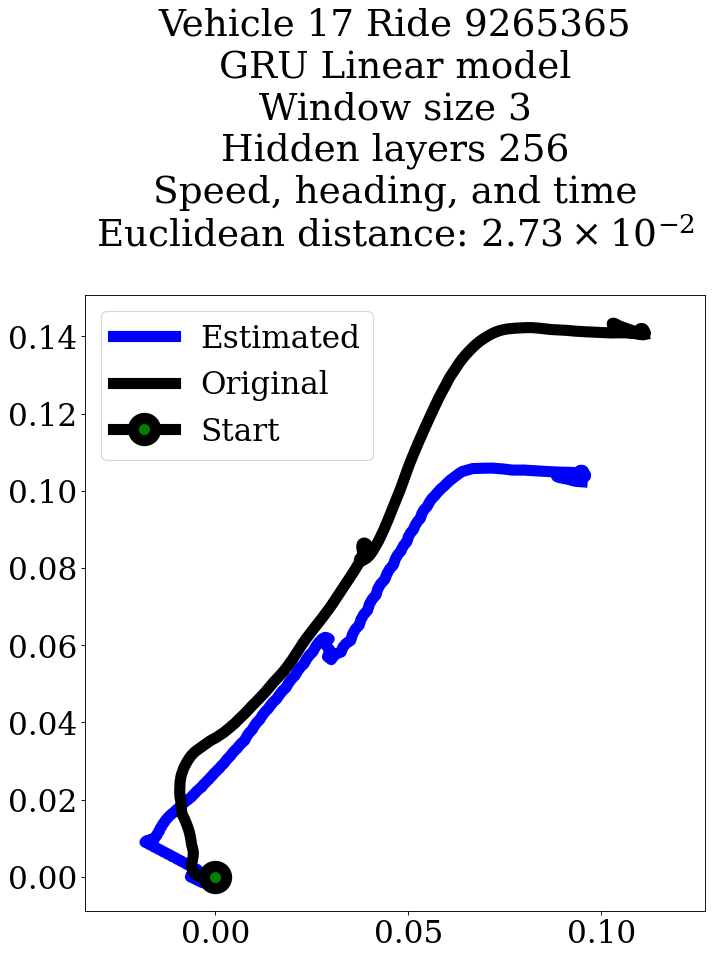 Vehicle 17 Ride 9265365
GRU Linear model
Window size 3
Hidden layers 256
Speed, heading, and time
Euclidean distance: 2.73 × 10⁻²
Estimated
Original
Start
0.14
0.12
0.10
0.08
0.06
0.04
0.02
0.00
0.00 0.05 0.10